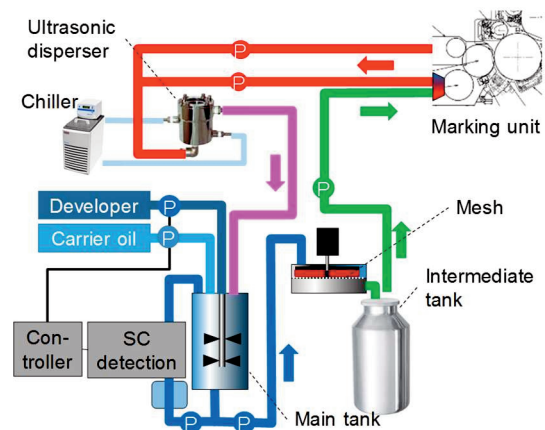 Ultrasonic
disperser
P
P
Chiller
Marking unit
P
Developer
P
Carrier oil
P
Mesh
Intermediate
tank
Con-
troller
SC
detection
P
P
Main tank